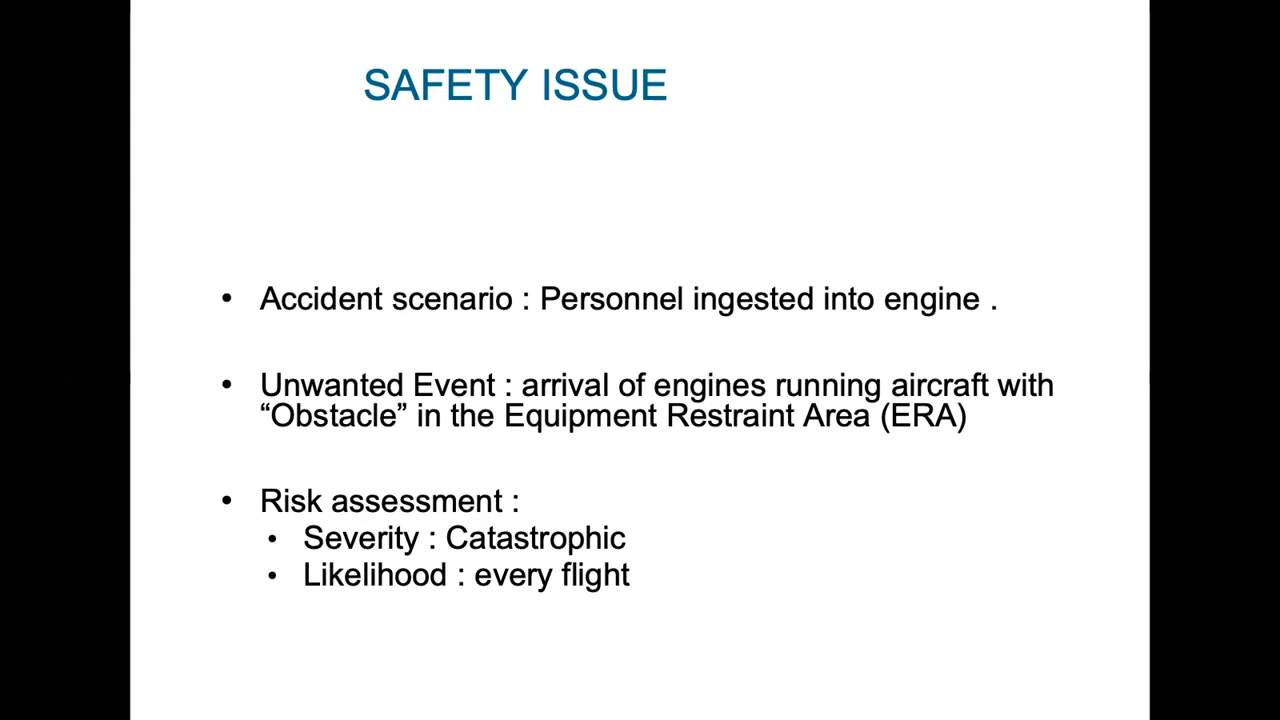 SAFETY ISSUE
• Accident scenario : Personnel ingested into engine .
• Unwanted Event : arrival of engines running aircraft with
“Obstacle” in the Equipment Restraint Area (ERA)
• Risk assessment :
• Severity : Catastrophic
• Likelihood : every flight